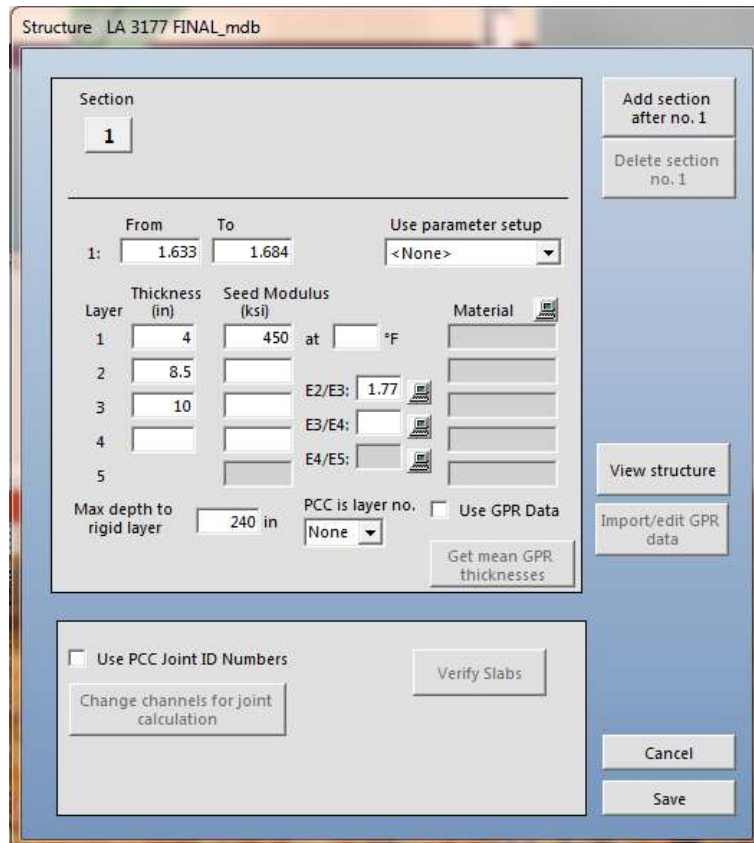 Structure LA 3177 FINAL_mdb
Section
1
Add section
after no. 1
Delete section
no. 1
From To Use parameter setup
1: 1.633 1.684 <None>
Layer Thickness
(in) Seed Modulus
(ksi) Material
1 4 450 at °F
2 8.5
E2/E3: 1.77
3 10
E3/E4:
4
E4/E5:
5
View structure
Max depth to
rigid layer 240 in
PCC is layer no.
None
Use GPR Data
Import/edit GPR
data
Get mean GPR
thicknesses
Use PCC Joint ID Numbers
Verify Slabs
Change channels for joint
calculation
Cancel
Save